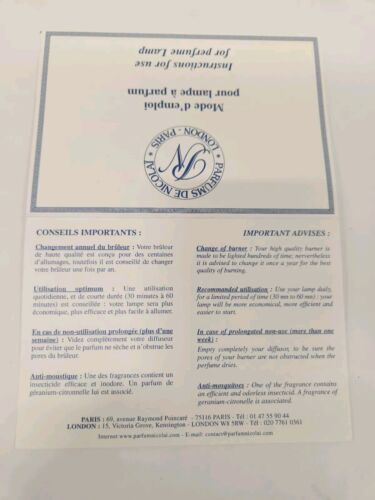 Instructions for use
for perfume Lamp
Mode d'emploi
pour lampe à parfum
PARFUMS DE NICOLAÏ * LONDON - PARIS *
PN
CONSEILS IMPORTANTS :
Changement annuel du brûleur : Votre brûleur
de haute qualité est conçu pour des centaines
d'allumages, toutefois il est conseillé de changer
votre brûleur une fois par an.
Utilisation optimum : Une utilisation
quotidienne, et de courte durée (30 minutes à
60 minutes) est conseillée : votre lampe sera plus
économique, plus efficace et plus facile à allumer.
En cas de non-utilisation prolongée (plus d'une
semaine) : Videz complètement votre diffuseur
pour éviter que le parfum ne sèche et n'obstrue les
pores du brûleur.
Anti-moustique : Une des fragrances contient un
insecticide efficace et inodore. Un parfum de
géranium-citronnelle lui est associé.
IMPORTANT ADVISES :
Change of burner : Your high quality burner is
made to be lighted hundreds of time, nevertheless
it is advised to change it once a year for the best
quality of burning.
Recommanded utilisation : Use your lamp daily,
for a limited period of time (30 mn to 60 mn) : your
lamp will be more economical, more efficient and
easier to start.
In case of prolongated non-use (more than one
week) :
Empty completely your diffusor, to be sure the
pores of your burner are not obstructed when the
perfume dries.
Anti-mosquitoes : One of the fragrance contains
an efficient and odorless insecticid. A fragrance of
geranium-citronella is associated.
PARIS : 69, avenue Raymond Poincaré - 75116 PARIS - Tél : 01 47 55 90 44
LONDON : 15, Victoria Grove, Kensington - LONDON W8 5RW - Tél : 020 7761 0361
Internet www.parfumnicolai.com - E-mail: contact@parfumnicolai.com